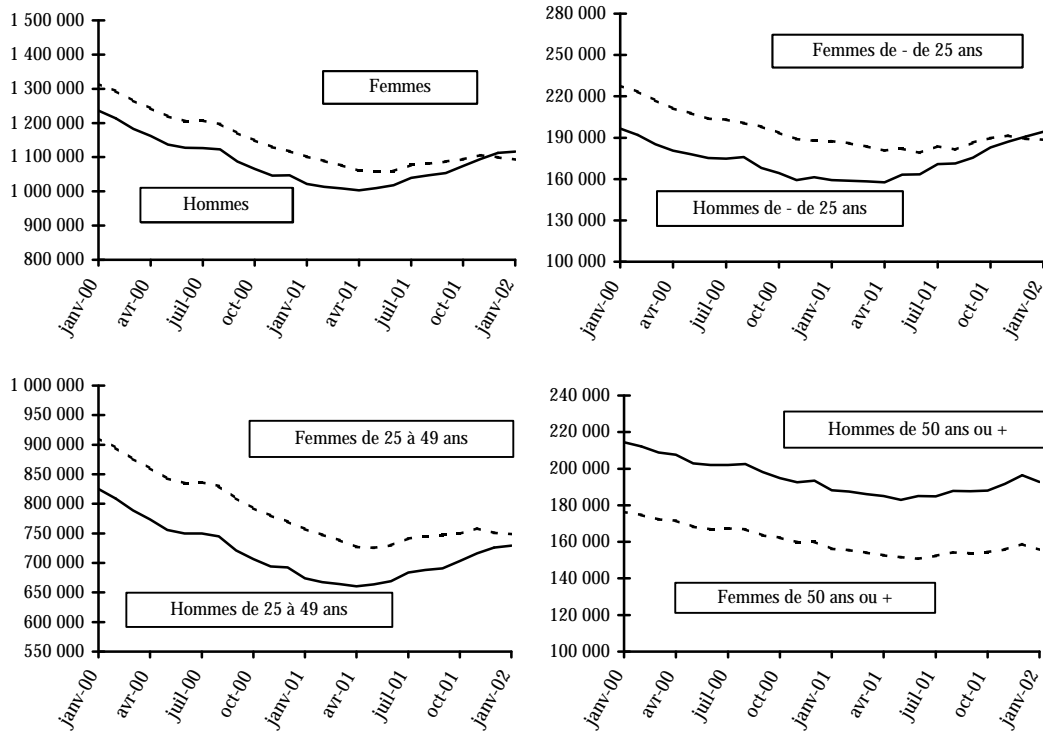 1 500 000
1 400 000
1 300 000
1 200 000
1 100 000
1 000 000
900 000
800 000
Femmes
Hommes
janv-00
avr-00
juil-00
oct-00
janv-01
avr-01
juil-01
oct-01
janv-02
280 000
250 000
220 000
190 000
160 000
130 000
100 000
Femmes de - de 25 ans
Hommes de - de 25 ans
janv-00
avr-00
juil-00
oct-00
janv-01
avr-01
juil-01
oct-01
janv-02
1 000 000
950 000
900 000
850 000
800 000
750 000
700 000
650 000
600 000
550 000
Femmes de 25 à 49 ans
Hommes de 25 à 49 ans
janv-00
avr-00
juil-00
oct-00
janv-01
avr-01
juil-01
oct-01
janv-02
240 000
220 000
200 000
180 000
160 000
140 000
120 000
100 000
Hommes de 50 ans ou +
Femmes de 50 ans ou +
janv-00
avr-00
juil-00
oct-00
janv-01
avr-01
juil-01
oct-01
janv-02